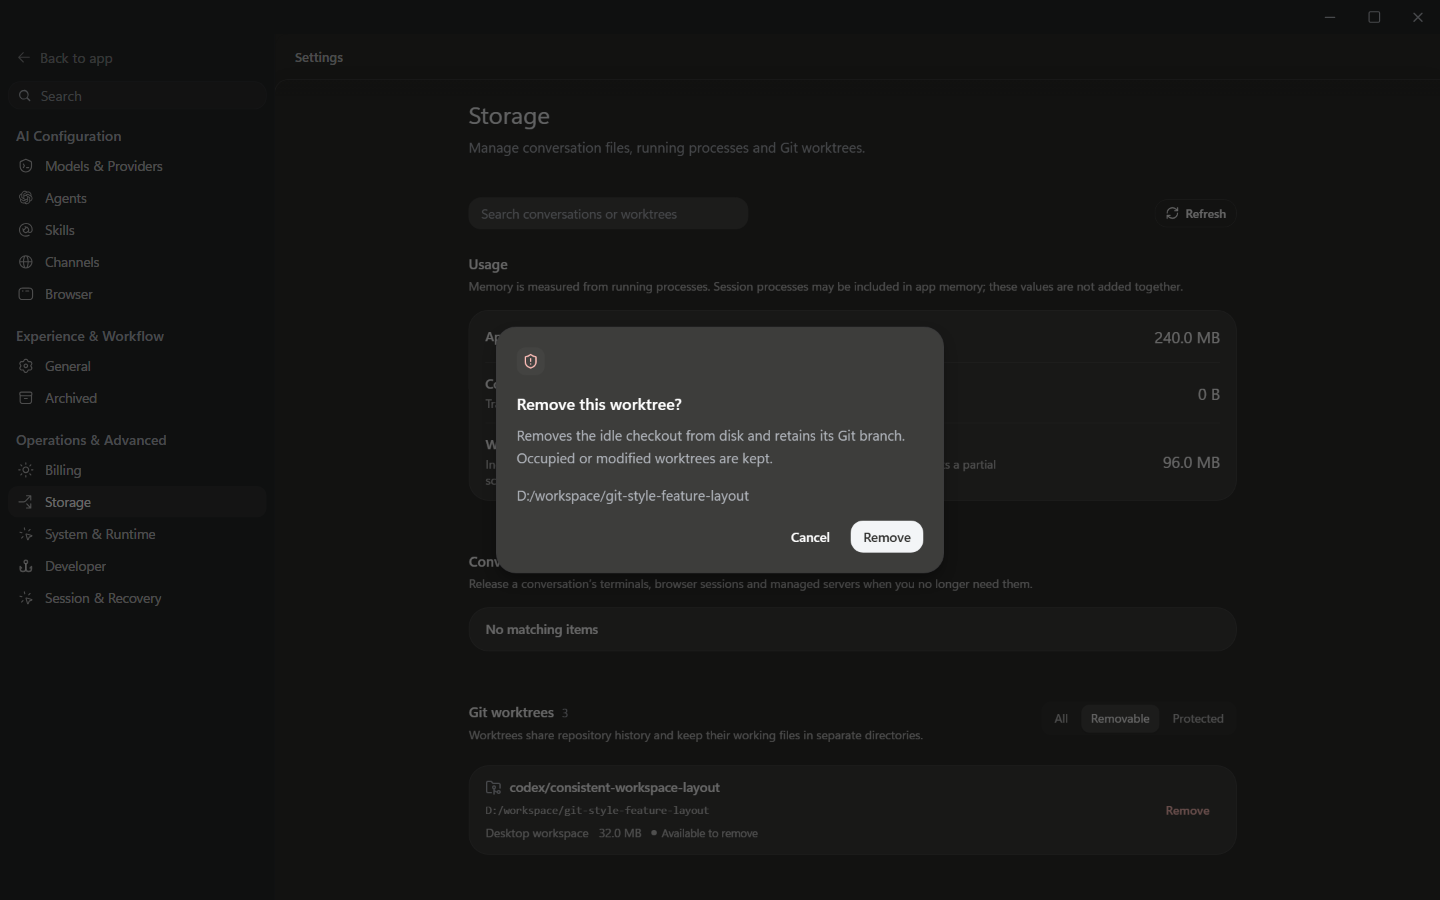 Back to app
Settings
Search
AI Configuration
Models & Providers
Agents
Skills
Channels
Browser
Experience & Workflow
General
Archived
Operations & Advanced
Billing
Storage
System & Runtime
Developer
Session & Recovery
Storage
Manage conversation files, running processes and Git worktrees.
Search conversations or worktrees
Refresh
Usage
Memory is measured from running processes. Session processes may be included in app memory; these values are not added together.
240.0 MB
0 B
s a partial
96.0 MB
Remove this worktree?
Removes the idle checkout from disk and retains its Git branch.
Occupied or modified worktrees are kept.
D:/workspace/git-style-feature-layout
Cancel
Remove
Release a conversation's terminals, browser sessions and managed servers when you no longer need them.
No matching items
Git worktrees 3
Worktrees share repository history and keep their working files in separate directories.
All
Removable
Protected
codex/consistent-workspace-layout
D:/workspace/git-style-feature-layout
Desktop workspace 32.0 MB • Available to remove
Remove